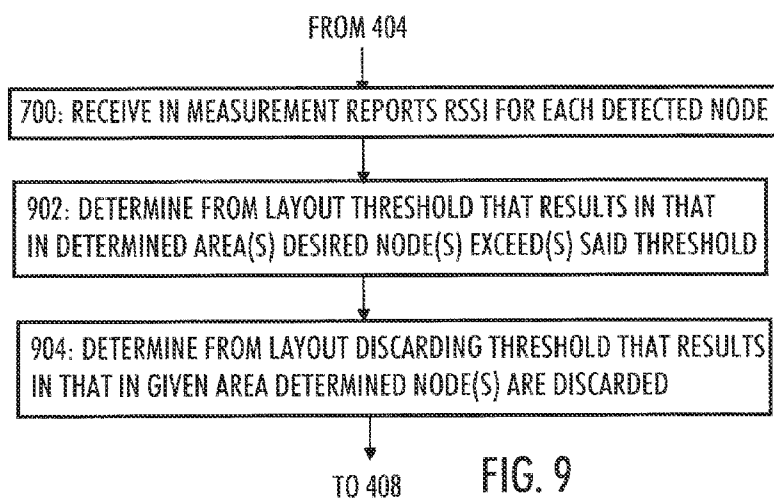 FROM 404
700: RECEIVE IN MEASUREMENT REPORTS RSSI FOR EACH DETECTED NODE
902: DETERMINE FROM LAYOUT THRESHOLD THAT RESULTS IN THAT
IN DETERMINED AREA(S) DESIRED NODE(S) EXCEED(S) SAID THRESHOLD
904: DETERMINE FROM LAYOUT DISCARDING THRESHOLD THAT RESULTS
IN THAT IN GIVEN AREA DETERMINED NODE(S) ARE DISCARDED
TO 408
FIG. 9